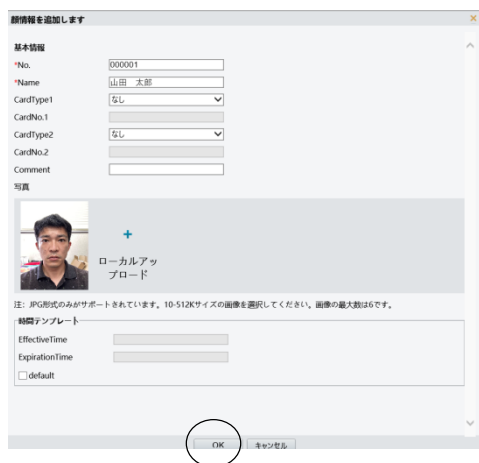 顔情報を追加します
基本情報
*No. 000001
*Name 山田 太郎
CardType1 なし
CardNo.1
CardType2 なし
CardNo.2
Comment
写真
ローカルアッ
プロード
注: JPG形式のみがサポートされています。10-512Kサイズの画像を選択してください。画像の最大数は6です。
時間テンプレート
EffectiveTime
ExpirationTime
default
OK キャンセル